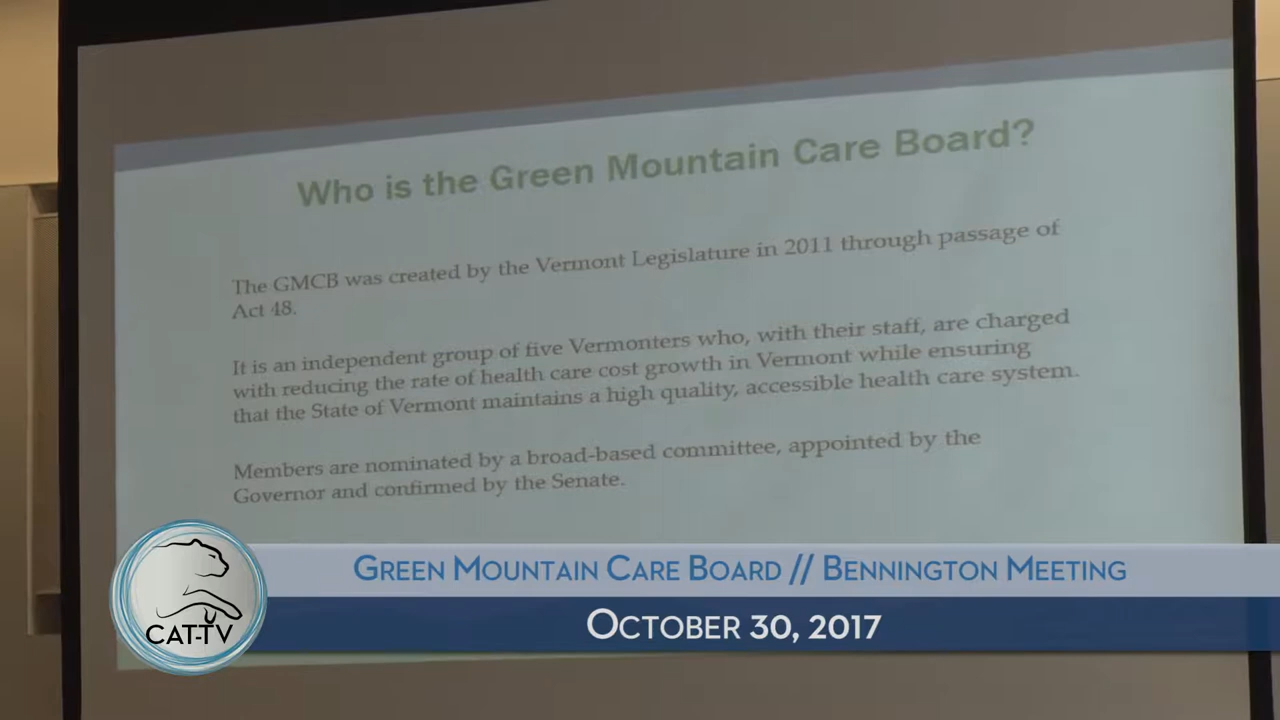 Who is the Green Mountain Care Board?
The GMCB was created by the Vermont Legislature in 2011 through passage of
Act 48.
It is an independent group of five Vermonters who, with their staff, are charged
with reducing the rate of health care cost growth in Vermont while ensuring
that the State of Vermont maintains a high quality, accessible health care system.
Members are nominated by a broad-based committee, appointed by the
Governor and confirmed by the Senate.
GREEN MOUNTAIN CARE BOARD // BENNINGTON MEETING
OCTOBER 30, 2017
CAT-TV